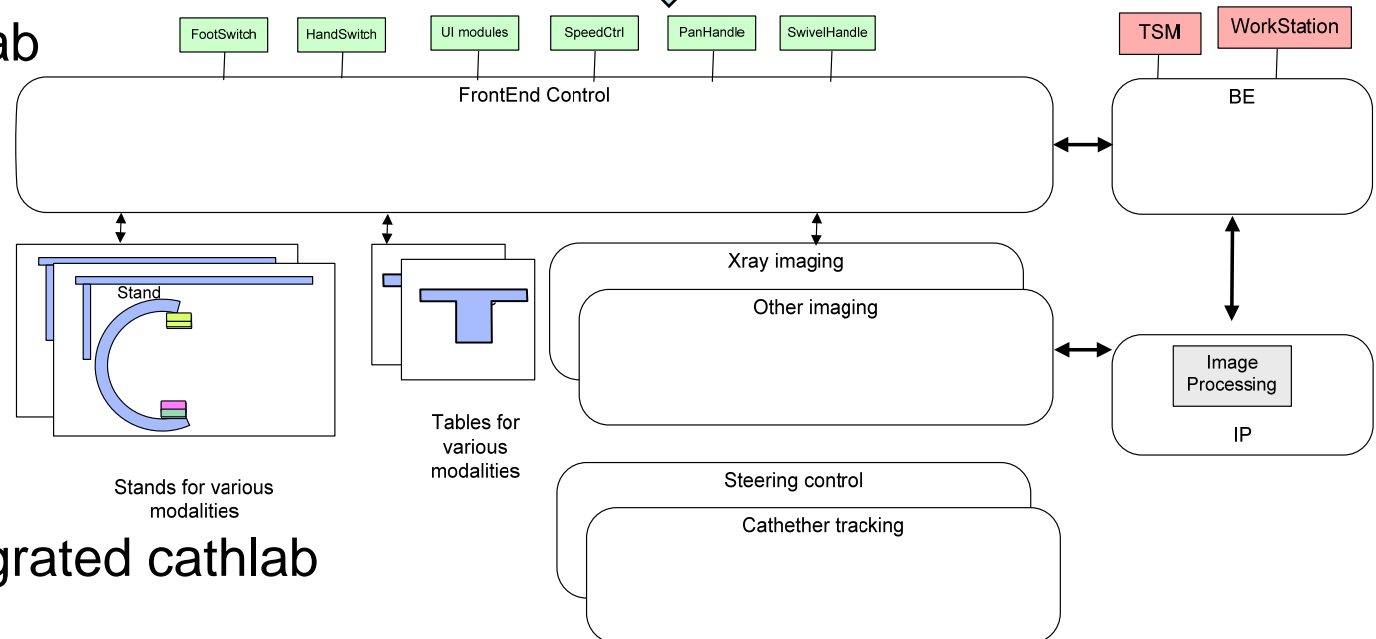 ab
FootSwitch
HandSwitch
UI modules
SpeedCtrl
PanHandle
SwivelHandle
TSM
WorkStation
FrontEnd Control
BE
Stand
Xray imaging
Other imaging
Image
Processing
IP
Tables for
various
modalities
Stands for various
modalities
Steering control
Cathether tracking
grated cathlab